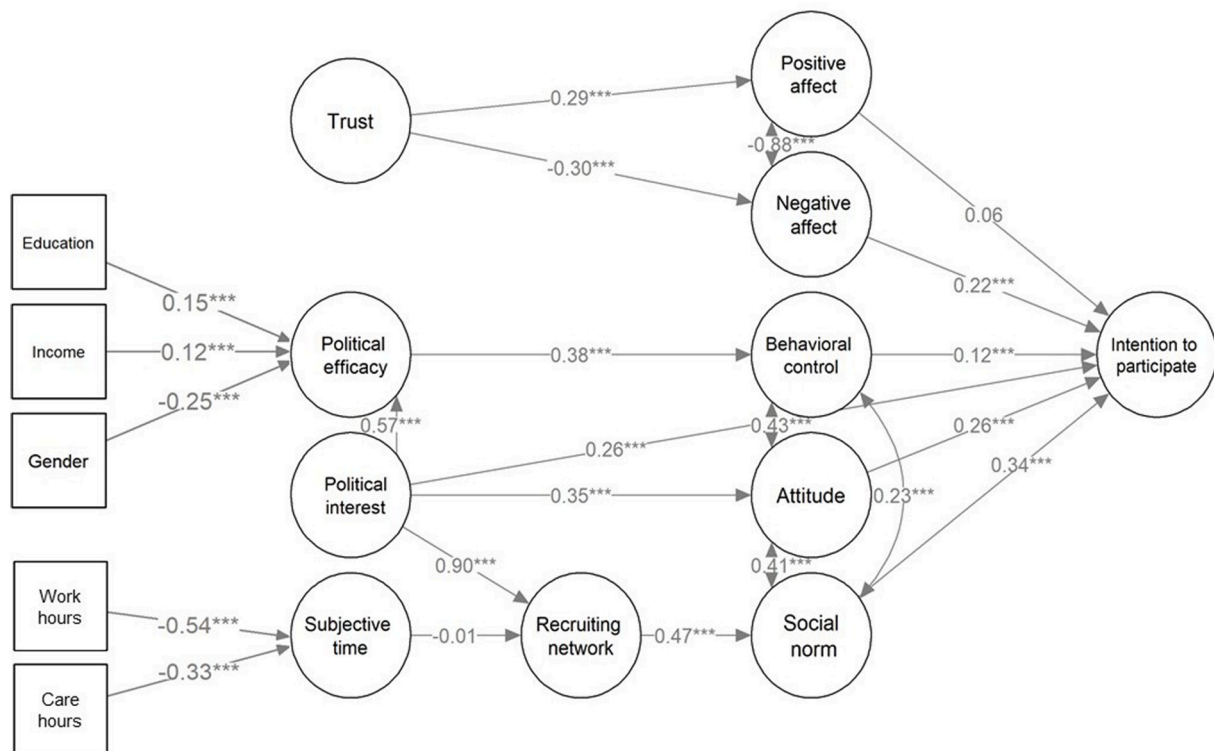 Positive
affect
Trust
0.29***
-0.88***
-0.30***
Negative
affect
Education
0.06
0.22***
0.15***
Income
0.12***
Political
efficacy
0.38***
Behavioral
control
0.12***
Intention to
participate
-0.25***
Gender
0.57***
0.43***
0.26***
0.26***
Political
interest
0.35***
Attitude
0.34***
0.23***
0.90***
0.41***
Work
hours
-0.54***
Subjective
time
-0.01
Recruiting
network
0.47***
Social
norm
-0.33***
Care
hours